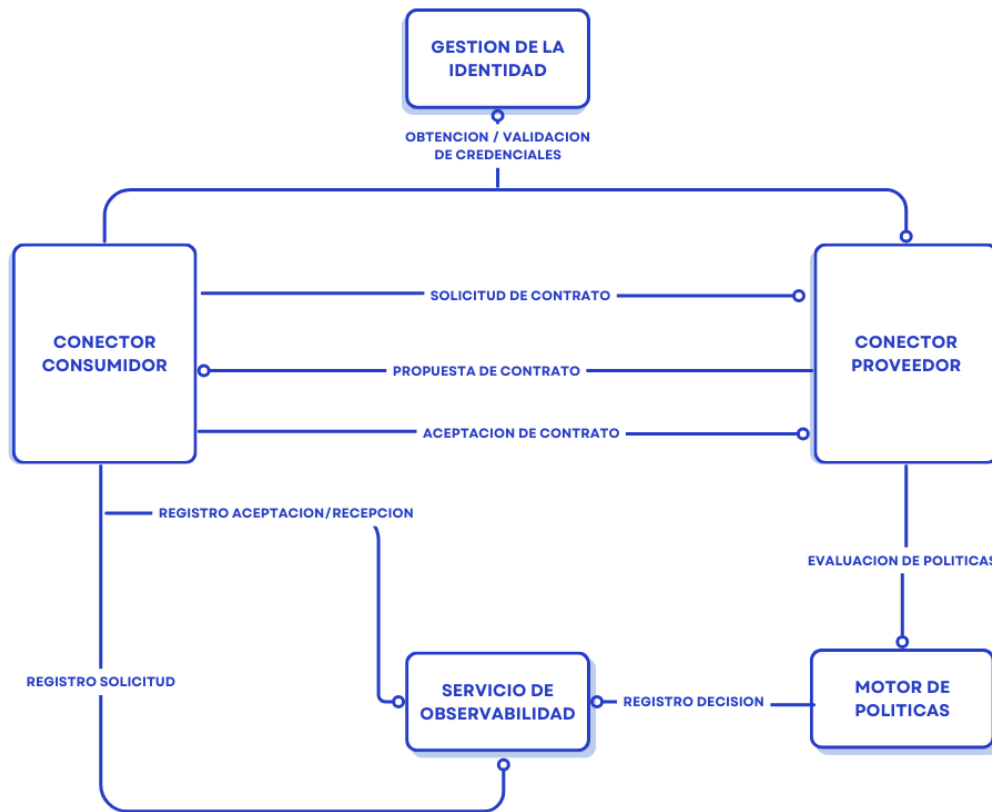 GESTION DE LA
IDENTIDAD
OBTENCION / VALIDACION
DE CREDENCIALES
CONECTOR
CONSUMIDOR
SOLICITUD DE CONTRATO
PROPUESTA DE CONTRATO
ACEPTACION DE CONTRATO
CONECTOR
PROVEEDOR
REGISTRO ACEPTACION/RECEPCION
EVALUACION DE POLITICAS
REGISTRO SOLICITUD
SERVICIO DE
OBSERVABILIDAD
REGISTRO DECISION
MOTOR DE
POLITICAS